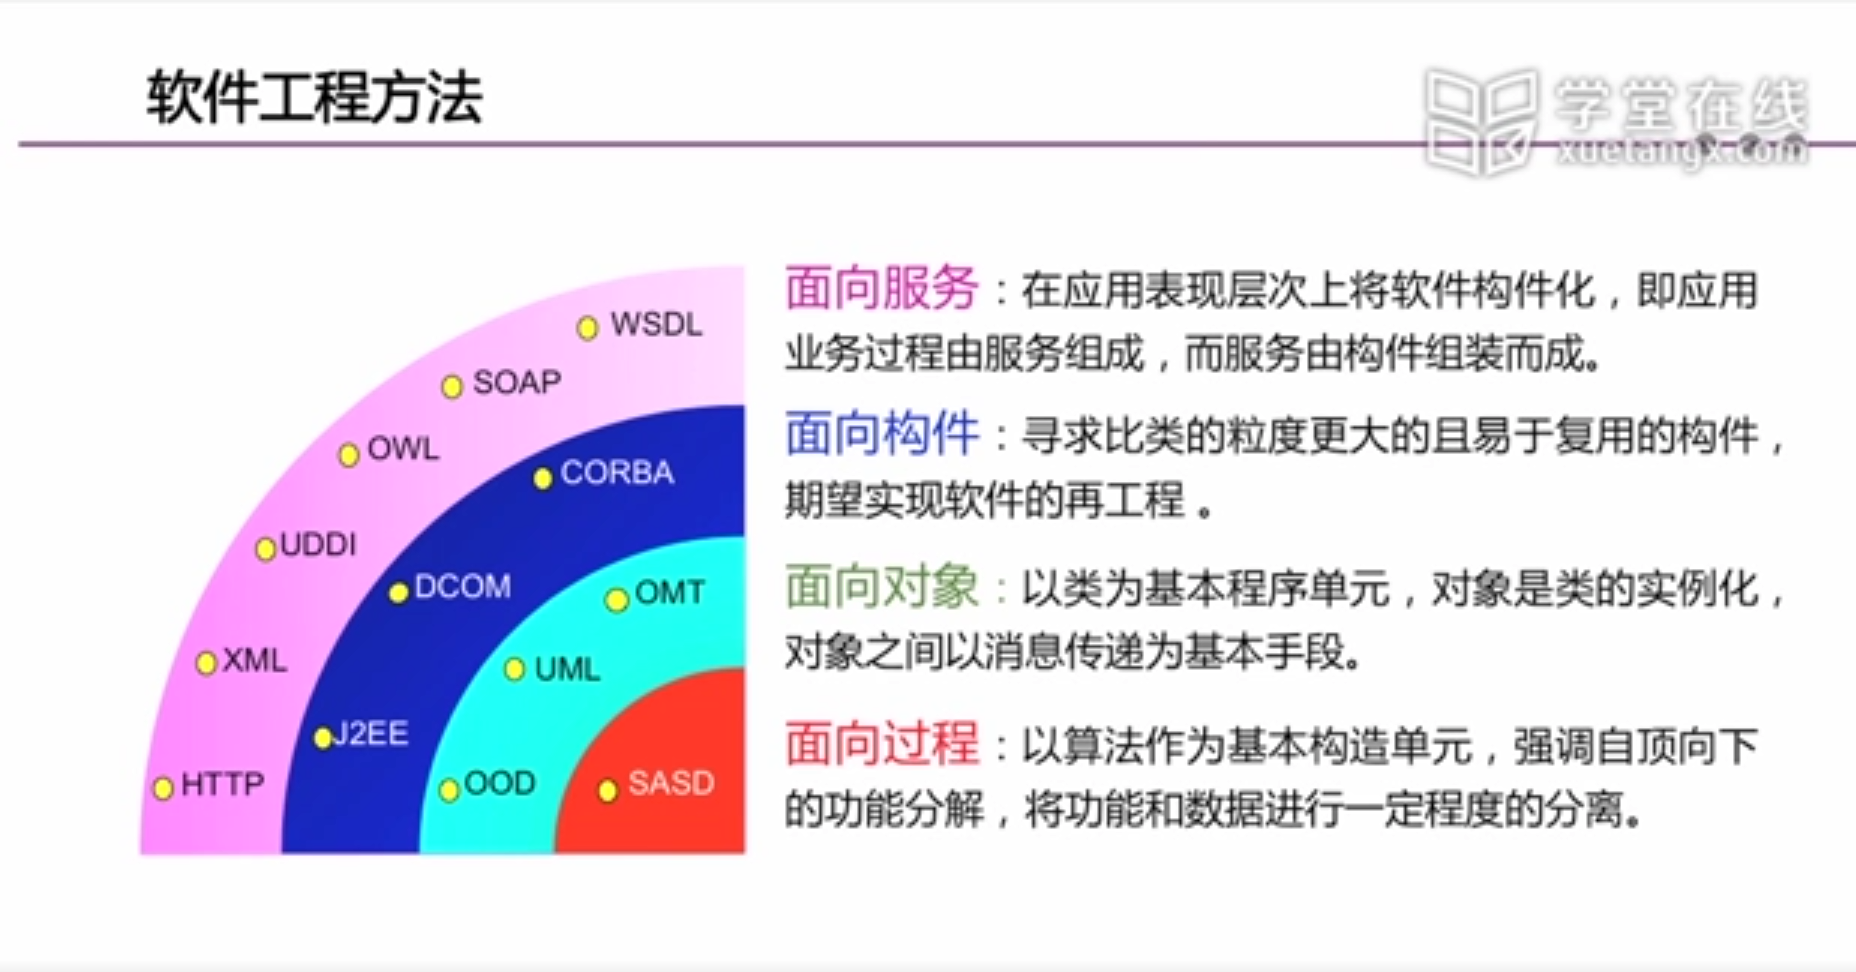 软件工程方法
学堂在线
xuetangx.com
WSDL
SOAP
OWL
CORBA
UDDI
DCOM
OMT
XML
UML
J2EE
HTTP
OOD
SASD
面向服务：在应用表现层次上将软件构件化，即应用
业务过程由服务组成，而服务由构件组装而成。
面向构件：寻求比类的粒度更大的且易于复用的构件，
期望实现软件的再工程 。
面向对象：以类为基本程序单元，对象是类的实例化，
对象之间以消息传递为基本手段。
面向过程：以算法作为基本构造单元，强调自顶向下
的功能分解，将功能和数据进行一定程度的分离。